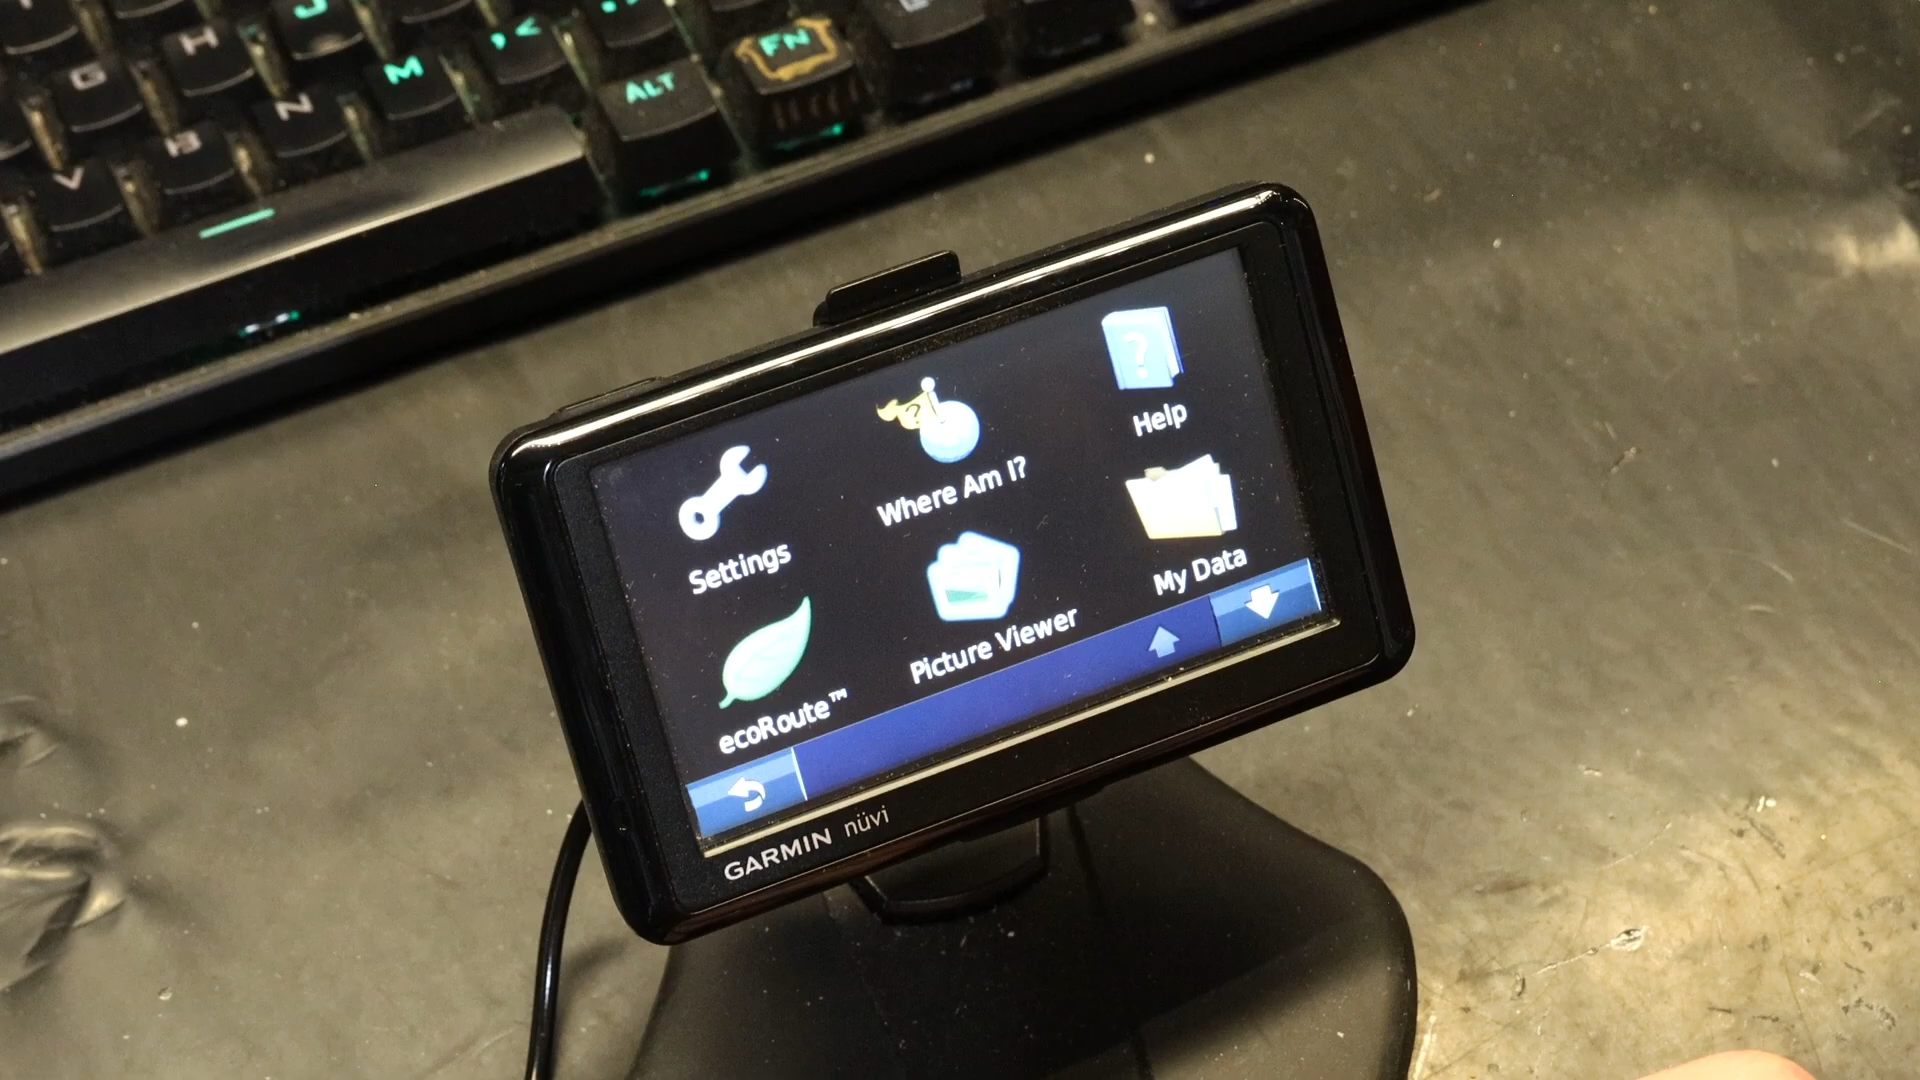 J
H
M
, <
FN
G
N
ALT
B
V
?
?
Settings
Where Am I?
Help
ecoRoute™
Picture Viewer
My Data
GARMIN nüvi